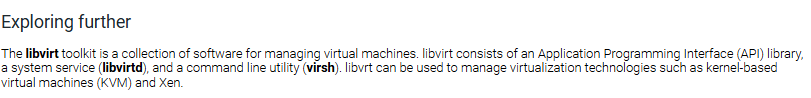 Exploring further
The libvirt toolkit is a collection of software for managing virtual machines. libvirt consists of an Application Programming Interface (API) library,
a system service (libvirtd), and a command line utility (virsh). libvrt can be used to manage virtualization technologies such as kernel-based
virtual machines (KVM) and Xen.